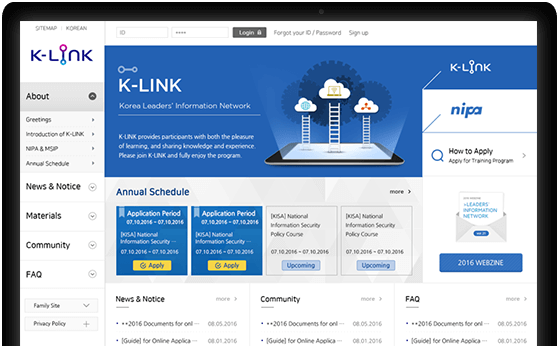 SITEMAP | KOREAN
K-LINK
ID
Login
Forgot your ID / Password
Sign up
About
Greetings
Introduction of K-LINK
NIPA & MSIP
Annual Schedule
News & Notice
Materials
Community
FAQ
Family Site
Privacy Policy
K-LINK
Korea Leaders' Information Network
K-LINK provides participants with both the pleasure
of learning, and sharing knowledge and experience.
Please join K-LINK and fully enjoy the program.
K-LINK
nipa
How to Apply
Apply for Training Program
LEADERS'
INFORMATION
NETWORK
2016 WEBZINE
Annual Schedule
more >
Application Period
07.10.2016 ~ 07.10.2016
[KISA] National
Information Security ···
07.10.2016 ~ 07.10.2016
Apply
Application Period
07.10.2016 ~ 07.10.2016
[KISA] National
Information Security ···
07.10.2016 ~ 07.10.2016
Apply
[KISA] National
Information Security
Policy Course
07.10.2016 ~ 07.10.2016
Upcoming
[KISA] National
Information Security
Policy Course
07.10.2016 ~ 07.10.2016
Upcoming
News & Notice
more >
++2016 Documents for onl ··· 08.05.2016
[Guide] for Online Applica ··· 08.01.2016
Community
more >
++2016 Documents for onl ··· 08.05.2016
[Guide] for Online Applica ··· 08.01.2016
FAQ
more >
++2016 Documents for onl ··· 08.05.2016
[Guide] for Online Applica ··· 08.01.2016